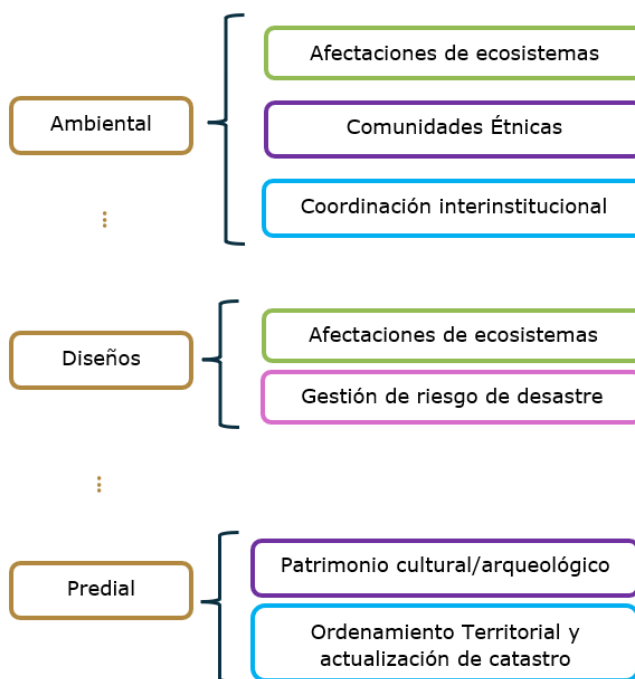 Afectaciones de ecosistemas
Ambiental
Comunidades Étnicas
Coordinación interinstitucional
Afectaciones de ecosistemas
Diseños
Gestión de riesgo de desastre
Patrimonio cultural/arqueológico
Predial
Ordenamiento Territorial y
actualización de catastro